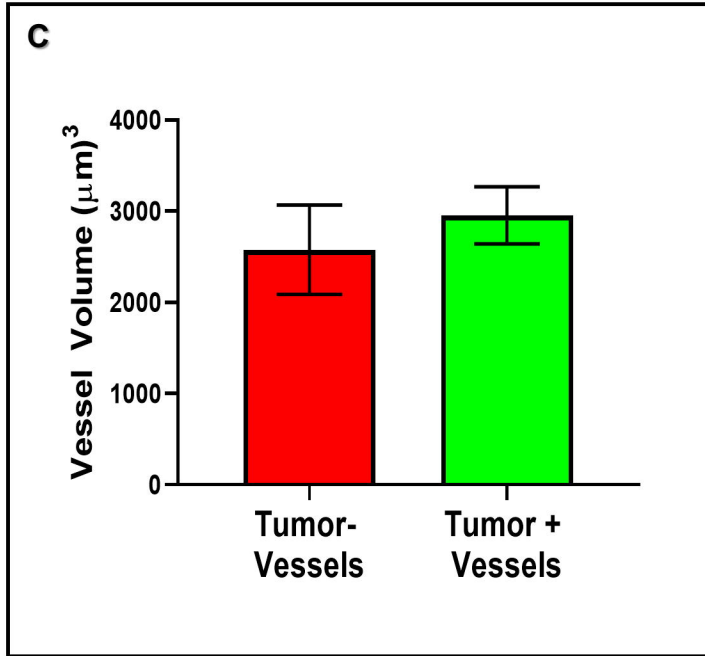 C
Vessel Volume (μm)³
4000
3000
2000
1000
0
Tumor-
Vessels
Tumor +
Vessels